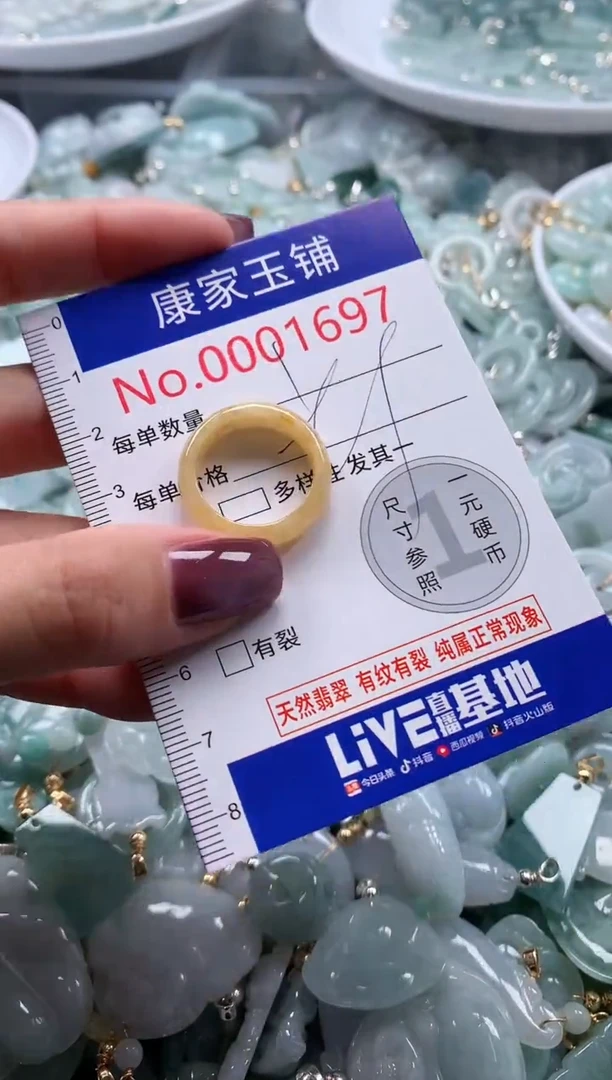 康家玉铺
No.0001697
0
1
2
3
6
7
8
每单数量
每单 格
多样 发其一
一元硬币
尺寸参照
1
有裂
天然翡翠 有纹有裂 纯属正常现象
LiVE直播基地
今日头条 抖音 西瓜视频 抖音火山版